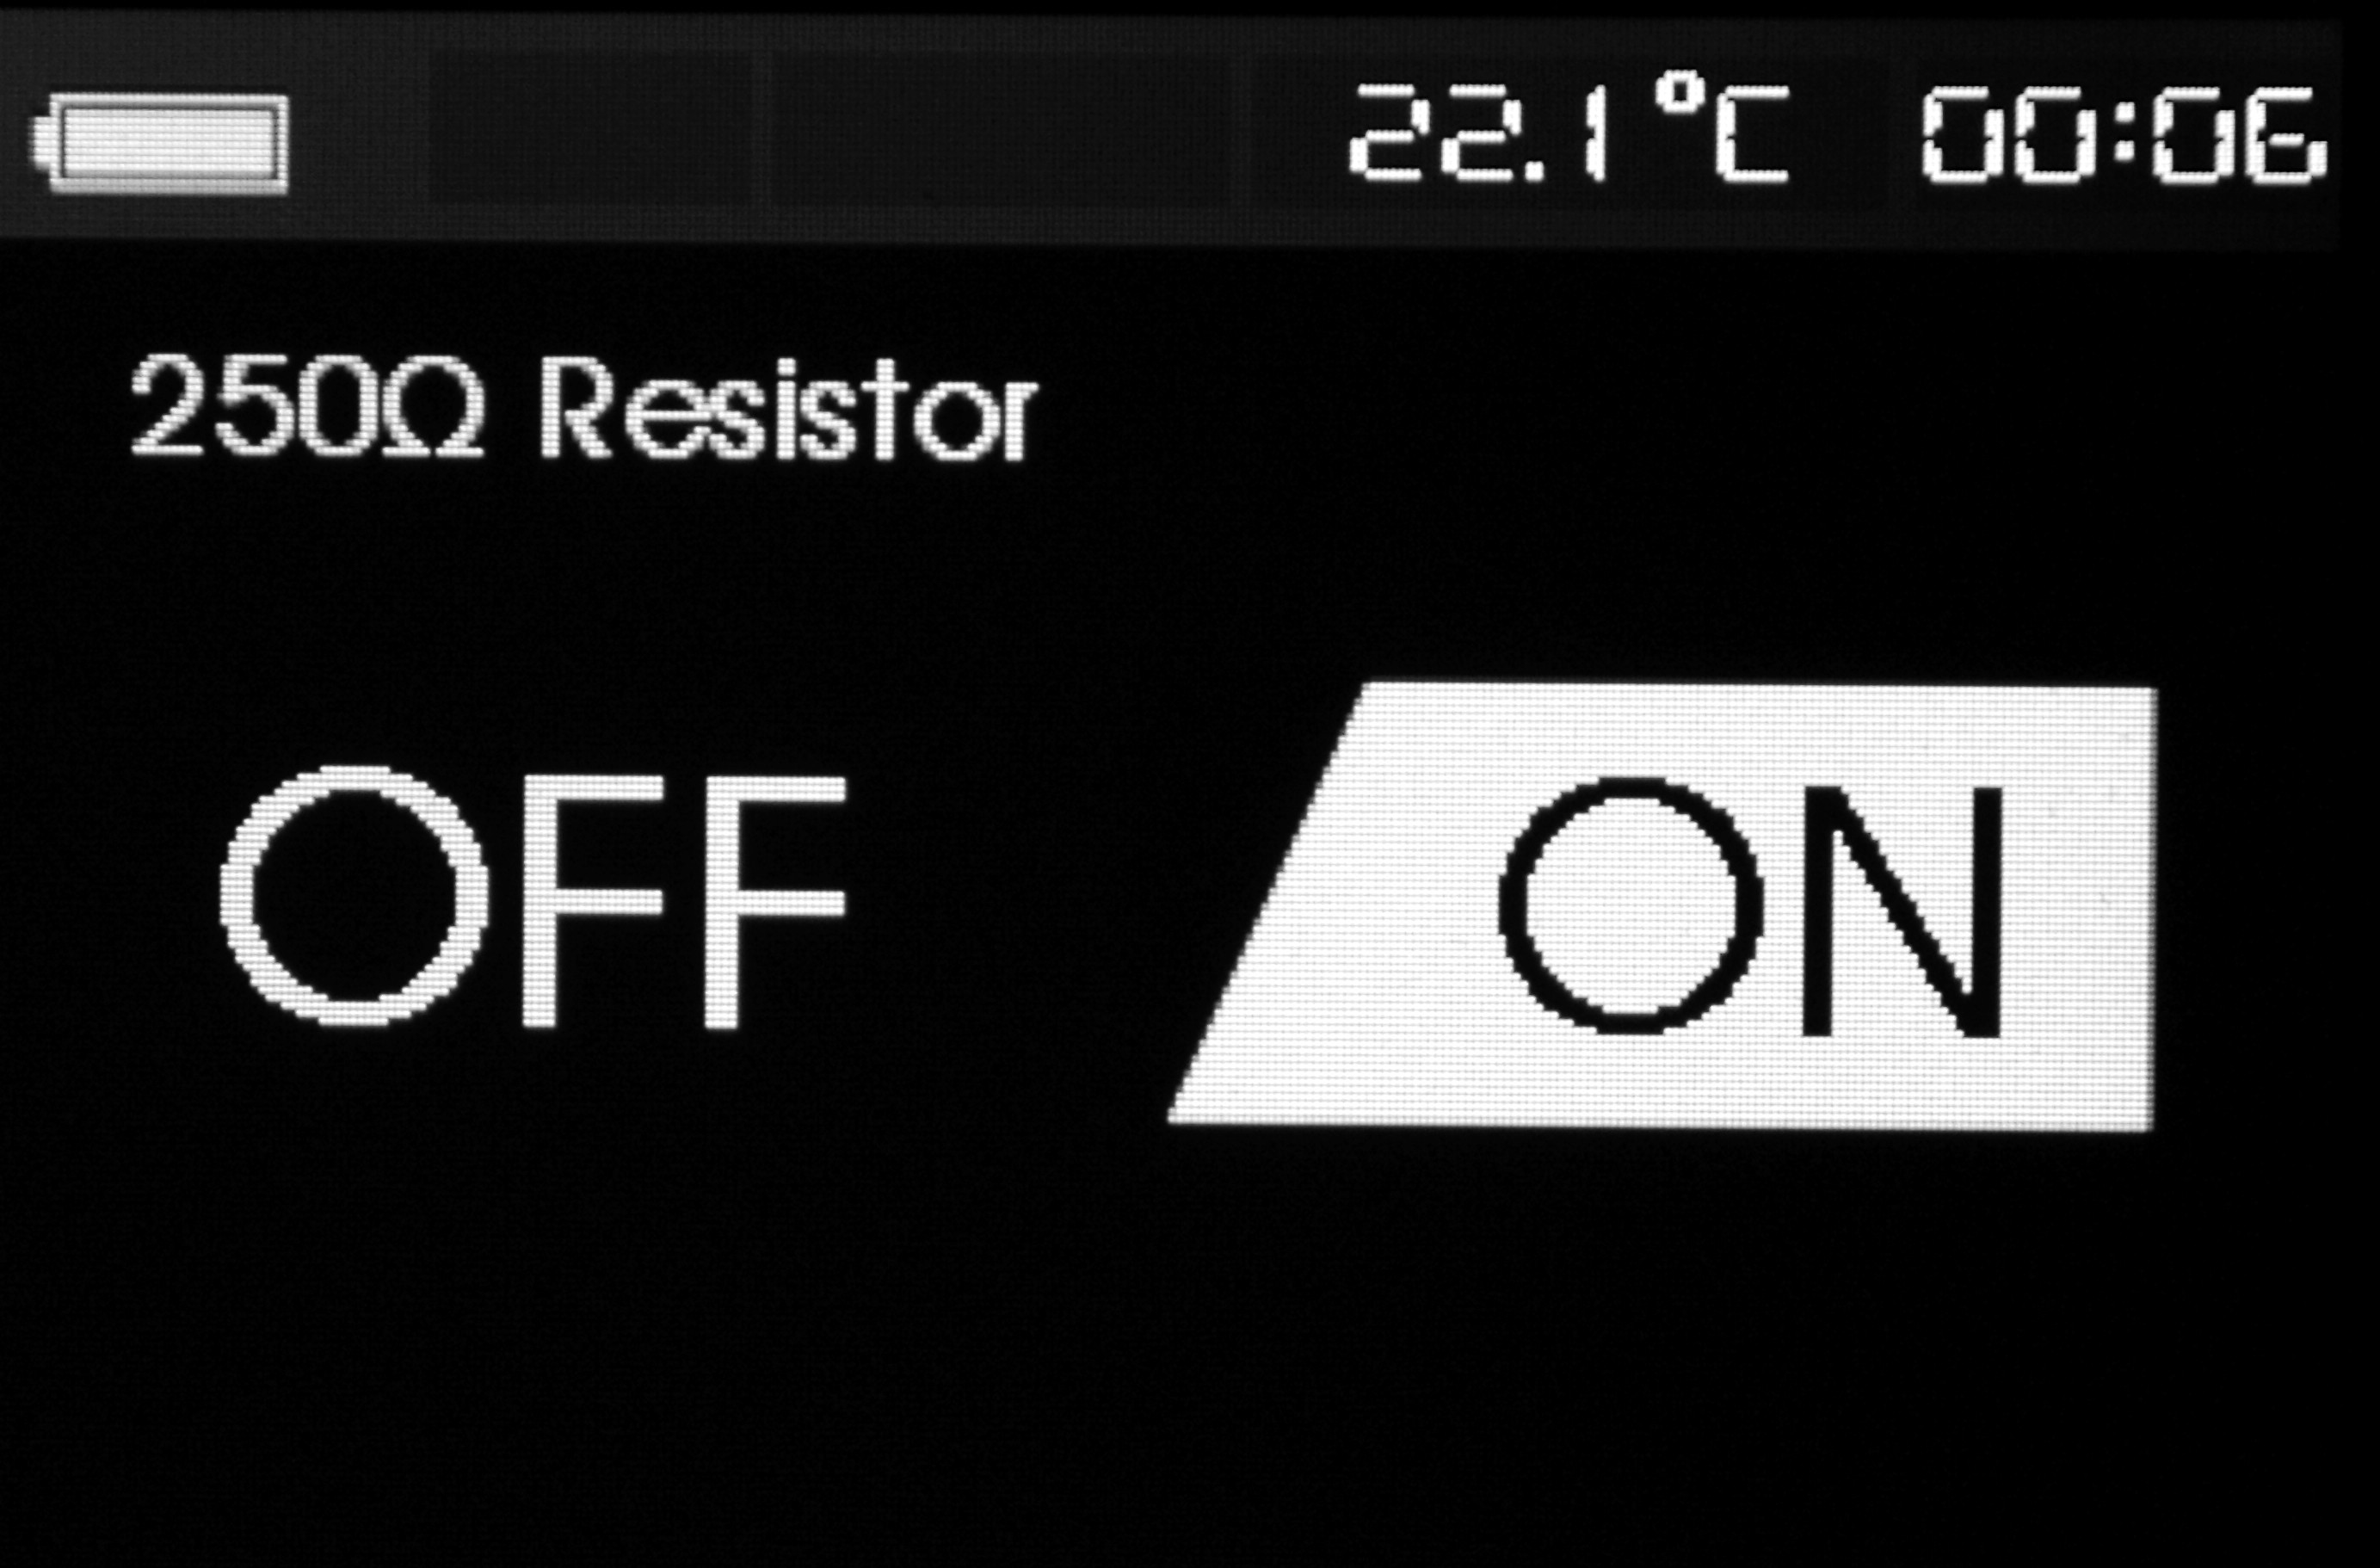 22.1 °C 00:06
250Ω Resistor
OFF ON